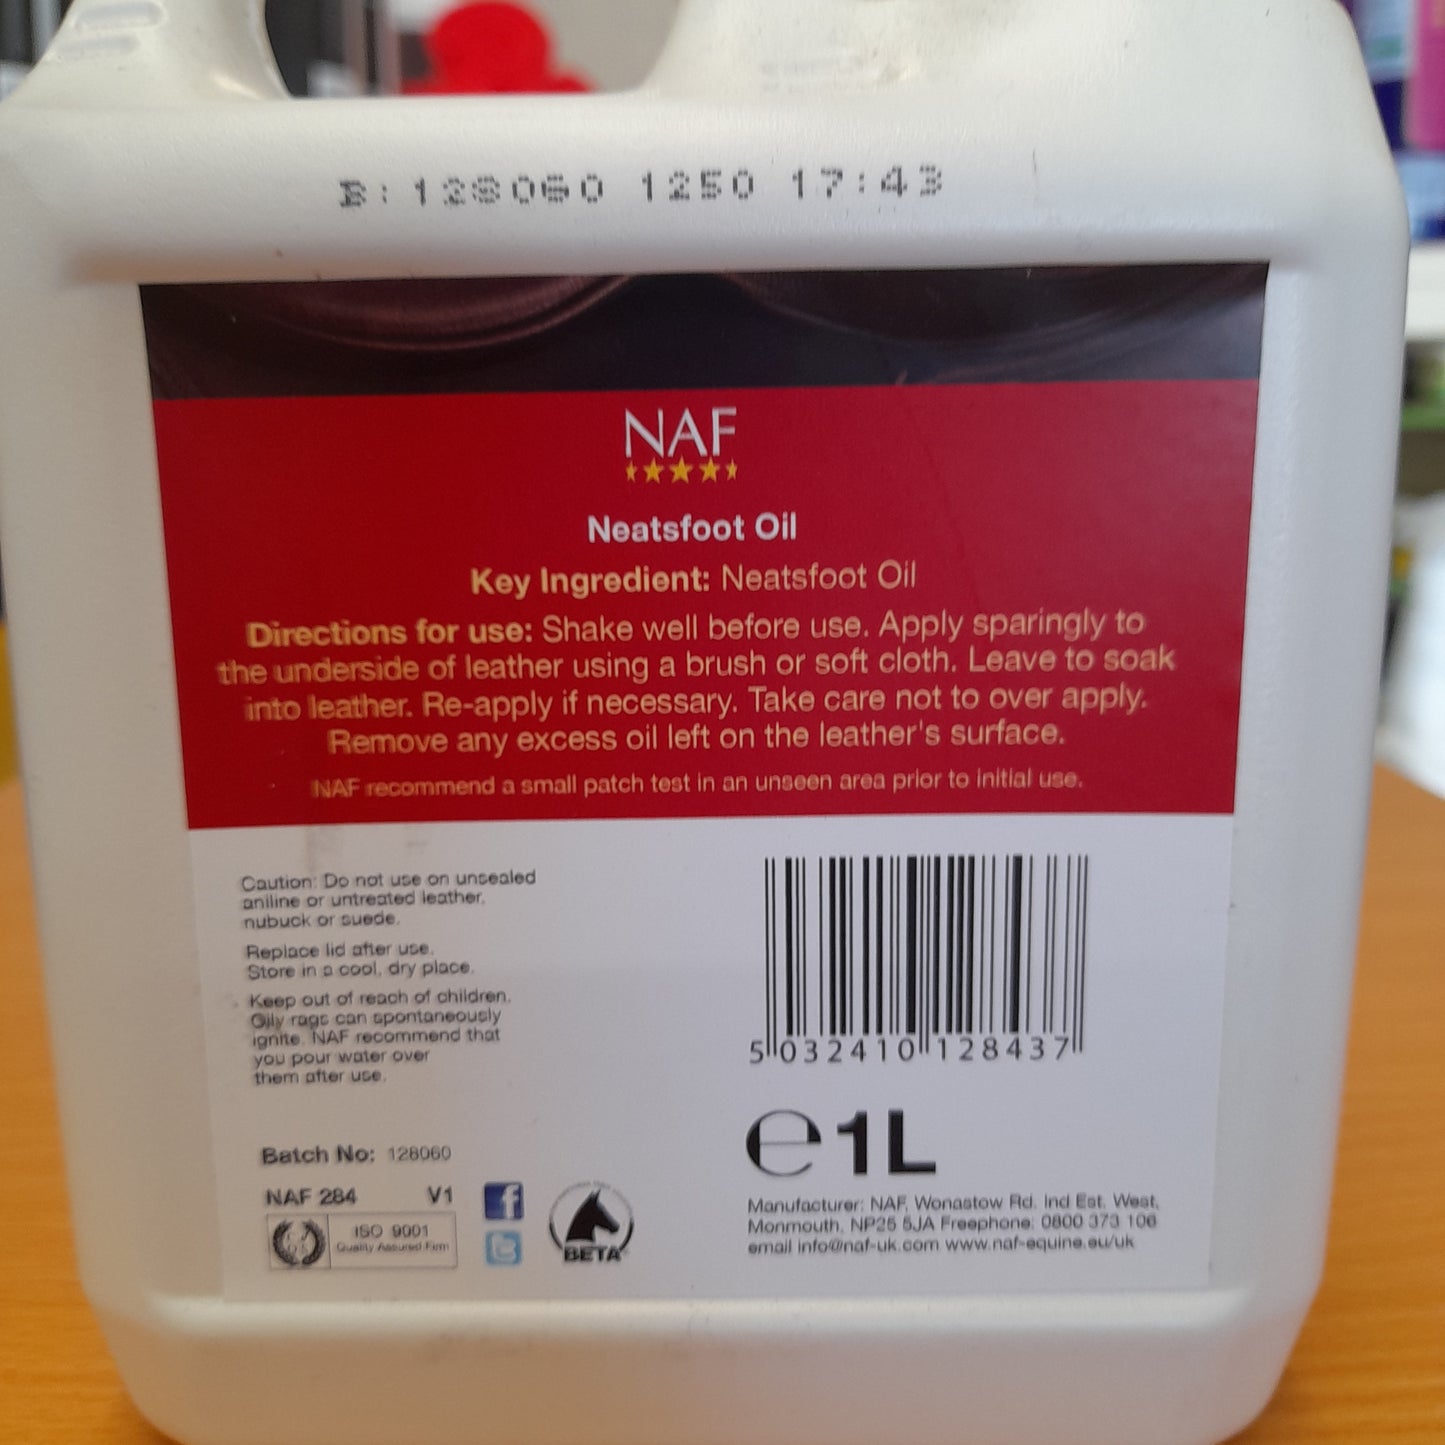 B: 128060 1250 17:43
NAF
Neatsfoot Oil
Key Ingredient: Neatsfoot Oil
Directions for use: Shake well before use. Apply sparingly to
the underside of leather using a brush or soft cloth. Leave to soak
into leather. Re-apply if necessary. Take care not to over apply.
Remove any excess oil left on the leather's surface.
NAF recommend a small patch test in an unseen area prior to initial use.
Caution: Do not use on unsealed
aniline or untreated leather,
nubuck or suede.
Replace lid after use.
Store in a cool, dry place.
Keep out of reach of children.
Oily rags can spontaneously
ignite. NAF recommend that
you pour water over
them after use.
Batch No: 128060
NAF 284 V1
ISO 9001
Quality Assured Firm
f
BETA
5 032410 128437
e 1L
Manufacturer: NAF, Wonastow Rd. Ind Est. West,
Monmouth, NP25 5JA Freephone: 0800 373 106
email info@naf-uk.com www.naf-equine.eu/uk